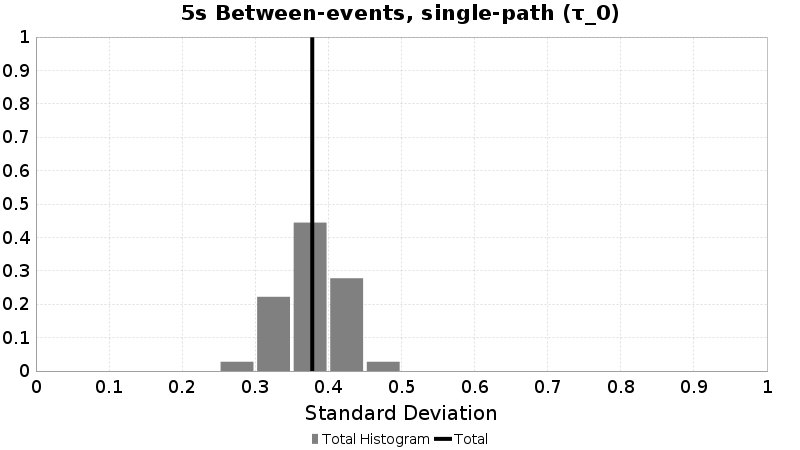 5s Between-events, single-path (τ_0)
1
0.9
0.8
0.7
0.6
0.5
0.4
0.3
0.2
0.1
0
0 0.1 0.2 0.3 0.4 0.5 0.6 0.7 0.8 0.9 1
Standard Deviation
Total Histogram Total